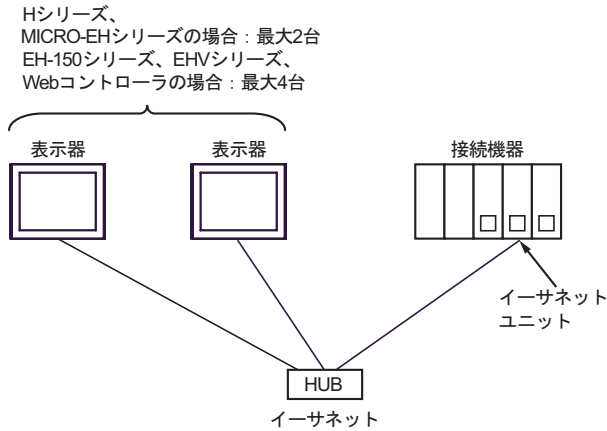 Hシリーズ、
MICRO-EHシリーズの場合：最大2台
EH-150シリーズ、EHVシリーズ、
Webコントローラの場合：最大4台
表示器
表示器
接続機器
イーサネット
ユニット
HUB
イーサネット